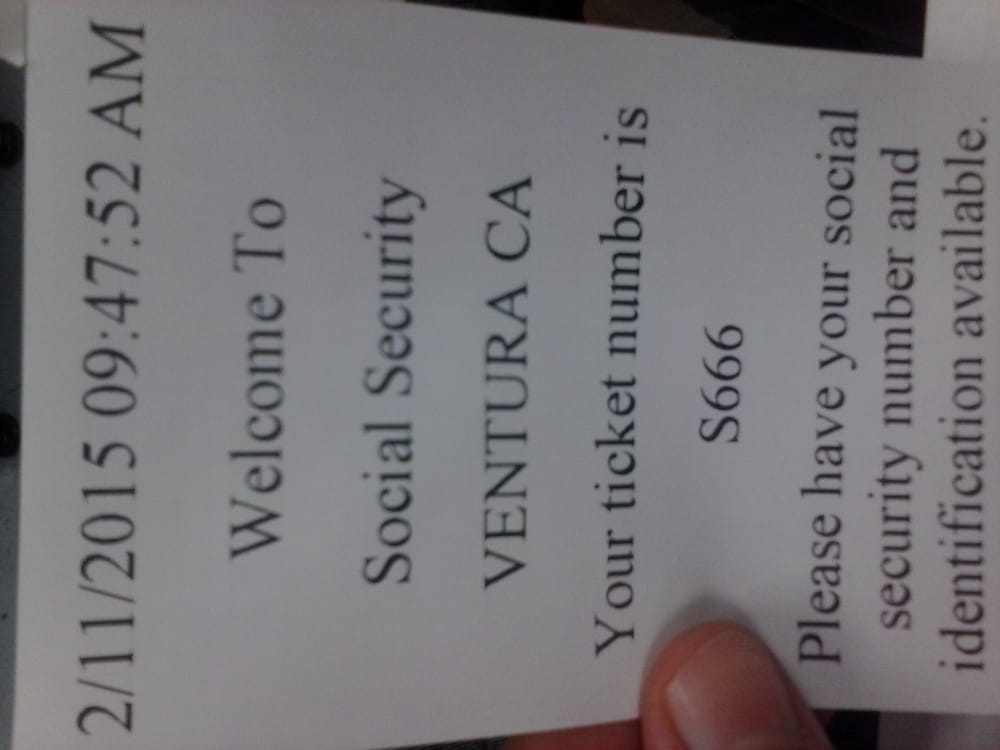 2/11/2015 09:47:52 AM
Welcome To
Social Security
VENTURA CA
Your ticket number is
S666
Please have your social
security number and
identification available.